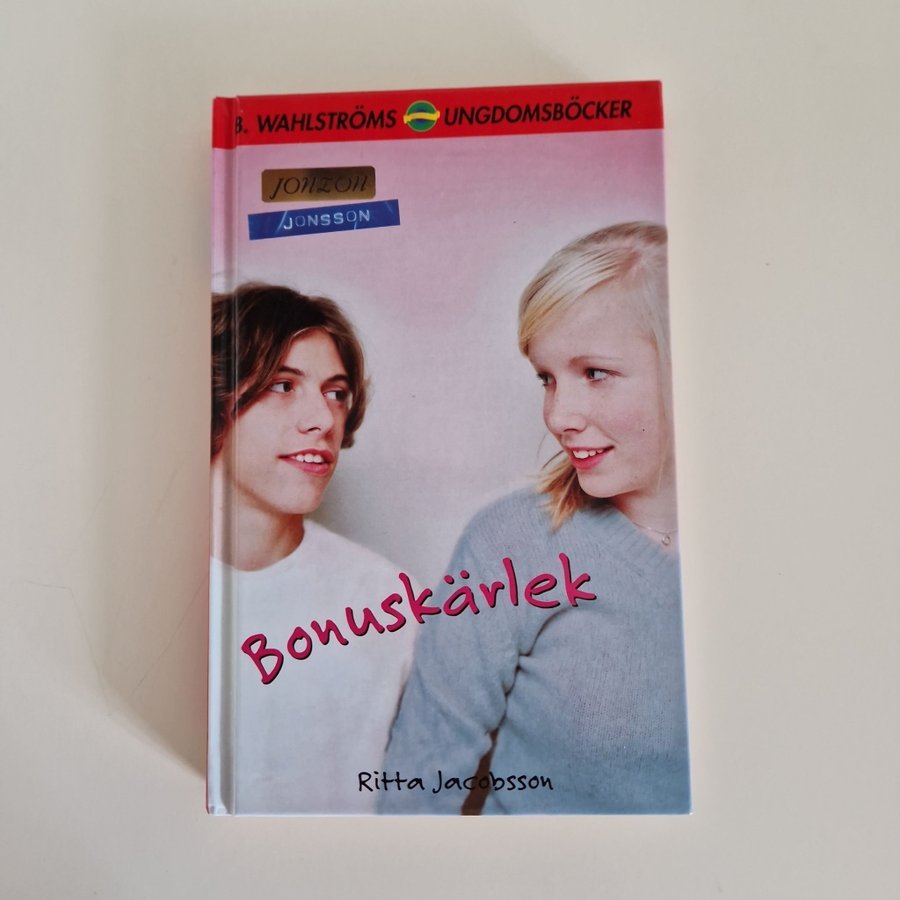 B. WAHLSTRÖMS UNGDOMSBÖCKER
JONZON
JONSSON
Bonuskärlek
Ritta Jacobsson